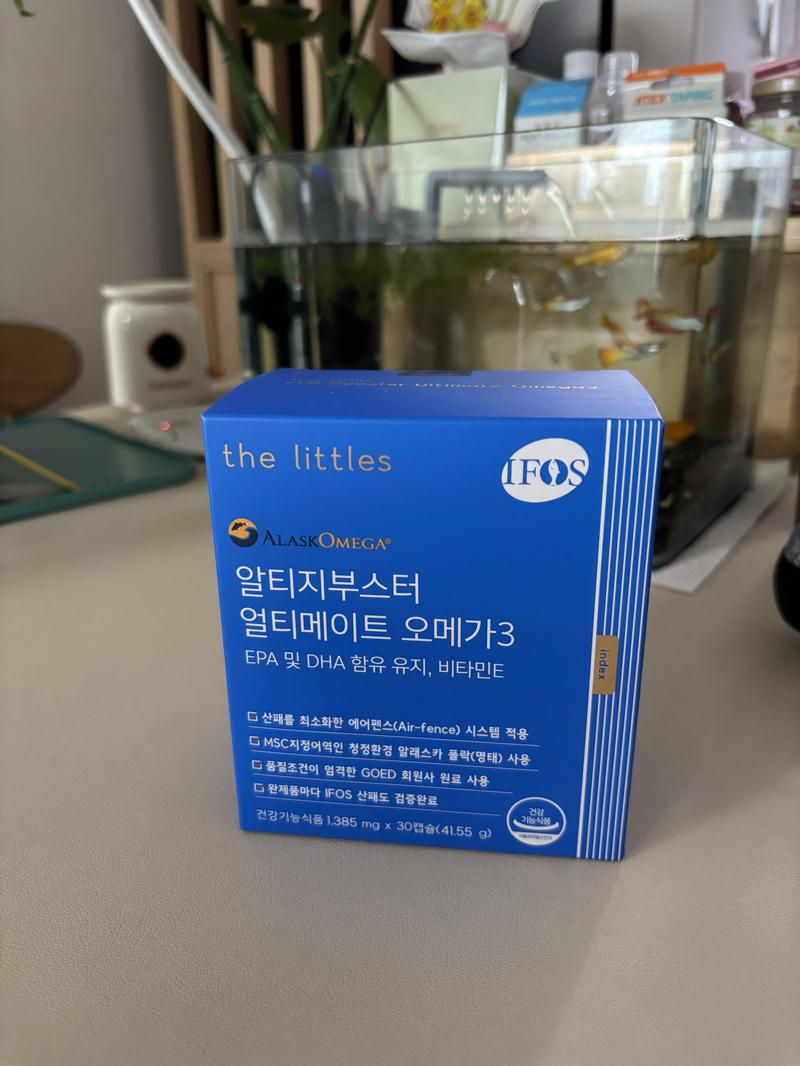 Booster Ultimate Omega3
the littles
IFOS
ALASKOMEGA®
알티지부스터
얼티메이트 오메가3
EPA 및 DHA 함유 유지, 비타민E
index
산패를 최소화한 에어펜스(Air-fence) 시스템 적용
MSC지정어역인 청정환경 알래스카 폴락(명태) 사용
품질조건이 엄격한 GOED 회원사 원료 사용
완제품마다 IFOS 산패도 검증완료
건강기능식품 1,385 mg x 30캡슐(41.55 g)
건강
기능식품